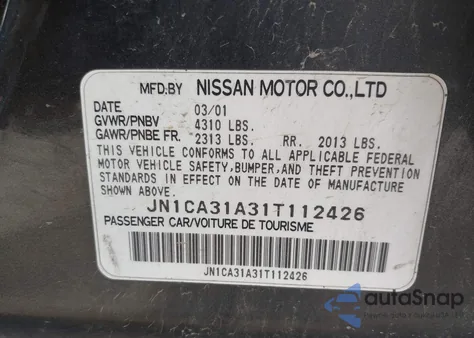 MFD.BY NISSAN MOTOR CO.,LTD
DATE 03/01
GVWR/PNBV 4310 LBS.
GAWR/PNBE FR. 2313 LBS. RR. 2013 LBS.
THIS VEHICLE CONFORMS TO ALL APPLICABLE FEDERAL
MOTOR VEHICLE SAFETY, BUMPER, AND THEFT PREVENTION
STANDARDS IN EFFECT ON THE DATE OF MANUFACTURE
SHOWN ABOVE.
JN1CA31A31T112426
PASSENGER CAR/VOITURE DE TOURISME
JN1CA31A31T112426
autoSnap